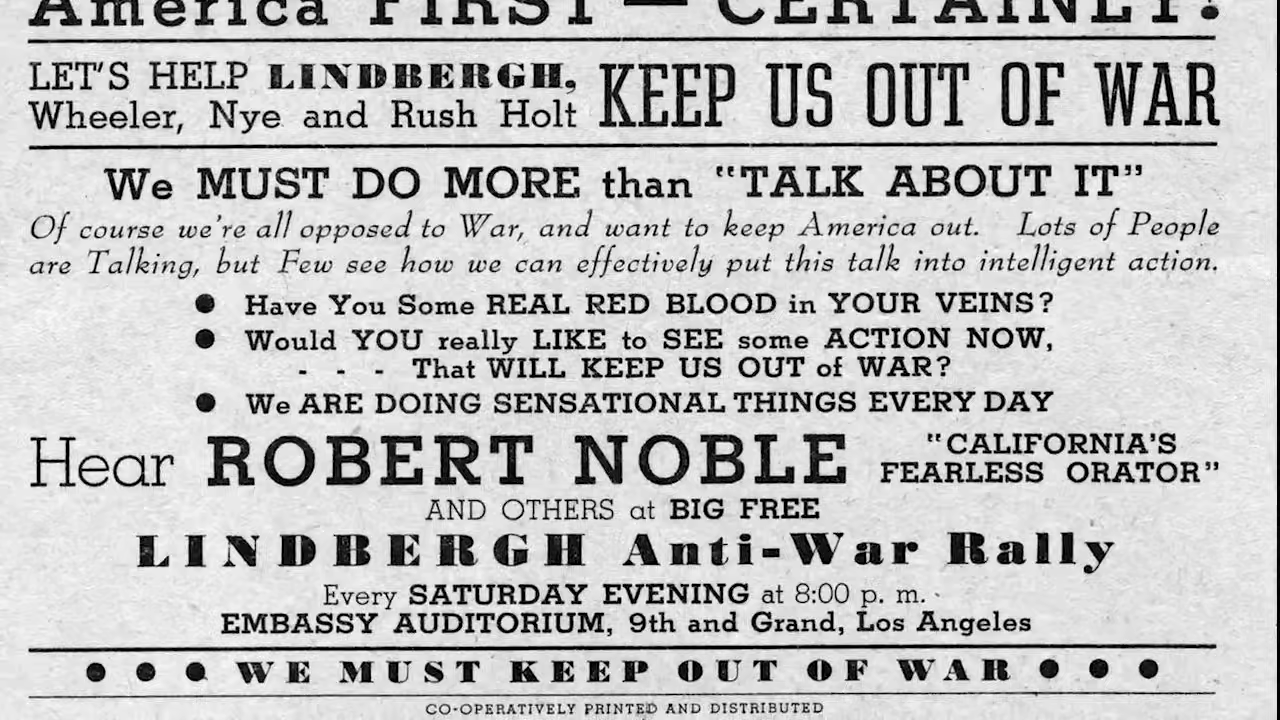 America FIRST — CERTAINLY!
LET'S HELP LINDBERGH,
Wheeler, Nye and Rush Holt
KEEP US OUT OF WAR
We MUST DO MORE than "TALK ABOUT IT"
Of course we're all opposed to War, and want to keep America out. Lots of People
are Talking, but Few see how we can effectively put this talk into intelligent action.
● Have You Some REAL RED BLOOD in YOUR VEINS?
● Would YOU really LIKE to SEE some ACTION NOW,
- - - That WILL KEEP US OUT of WAR?
● We ARE DOING SENSATIONAL THINGS EVERY DAY
Hear ROBERT NOBLE
"CALIFORNIA'S
FEARLESS ORATOR"
AND OTHERS at BIG FREE
LINDBERGH Anti-War Rally
Every SATURDAY EVENING at 8:00 p. m.
EMBASSY AUDITORIUM, 9th and Grand, Los Angeles
● ● ● WE MUST KEEP OUT OF WAR ● ● ●
CO-OPERATIVELY PRINTED AND DISTRIBUTED